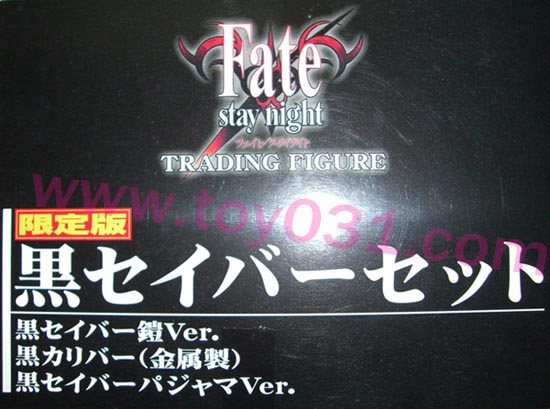 Fate
stay night
フェイト/ステイナイト
TRADING FIGURE
www.toy031.com
限定版
黒セイバーセット
黒セイバー鎧Ver.
黒カリバー(金属製)
黒セイバーパジャマVer.